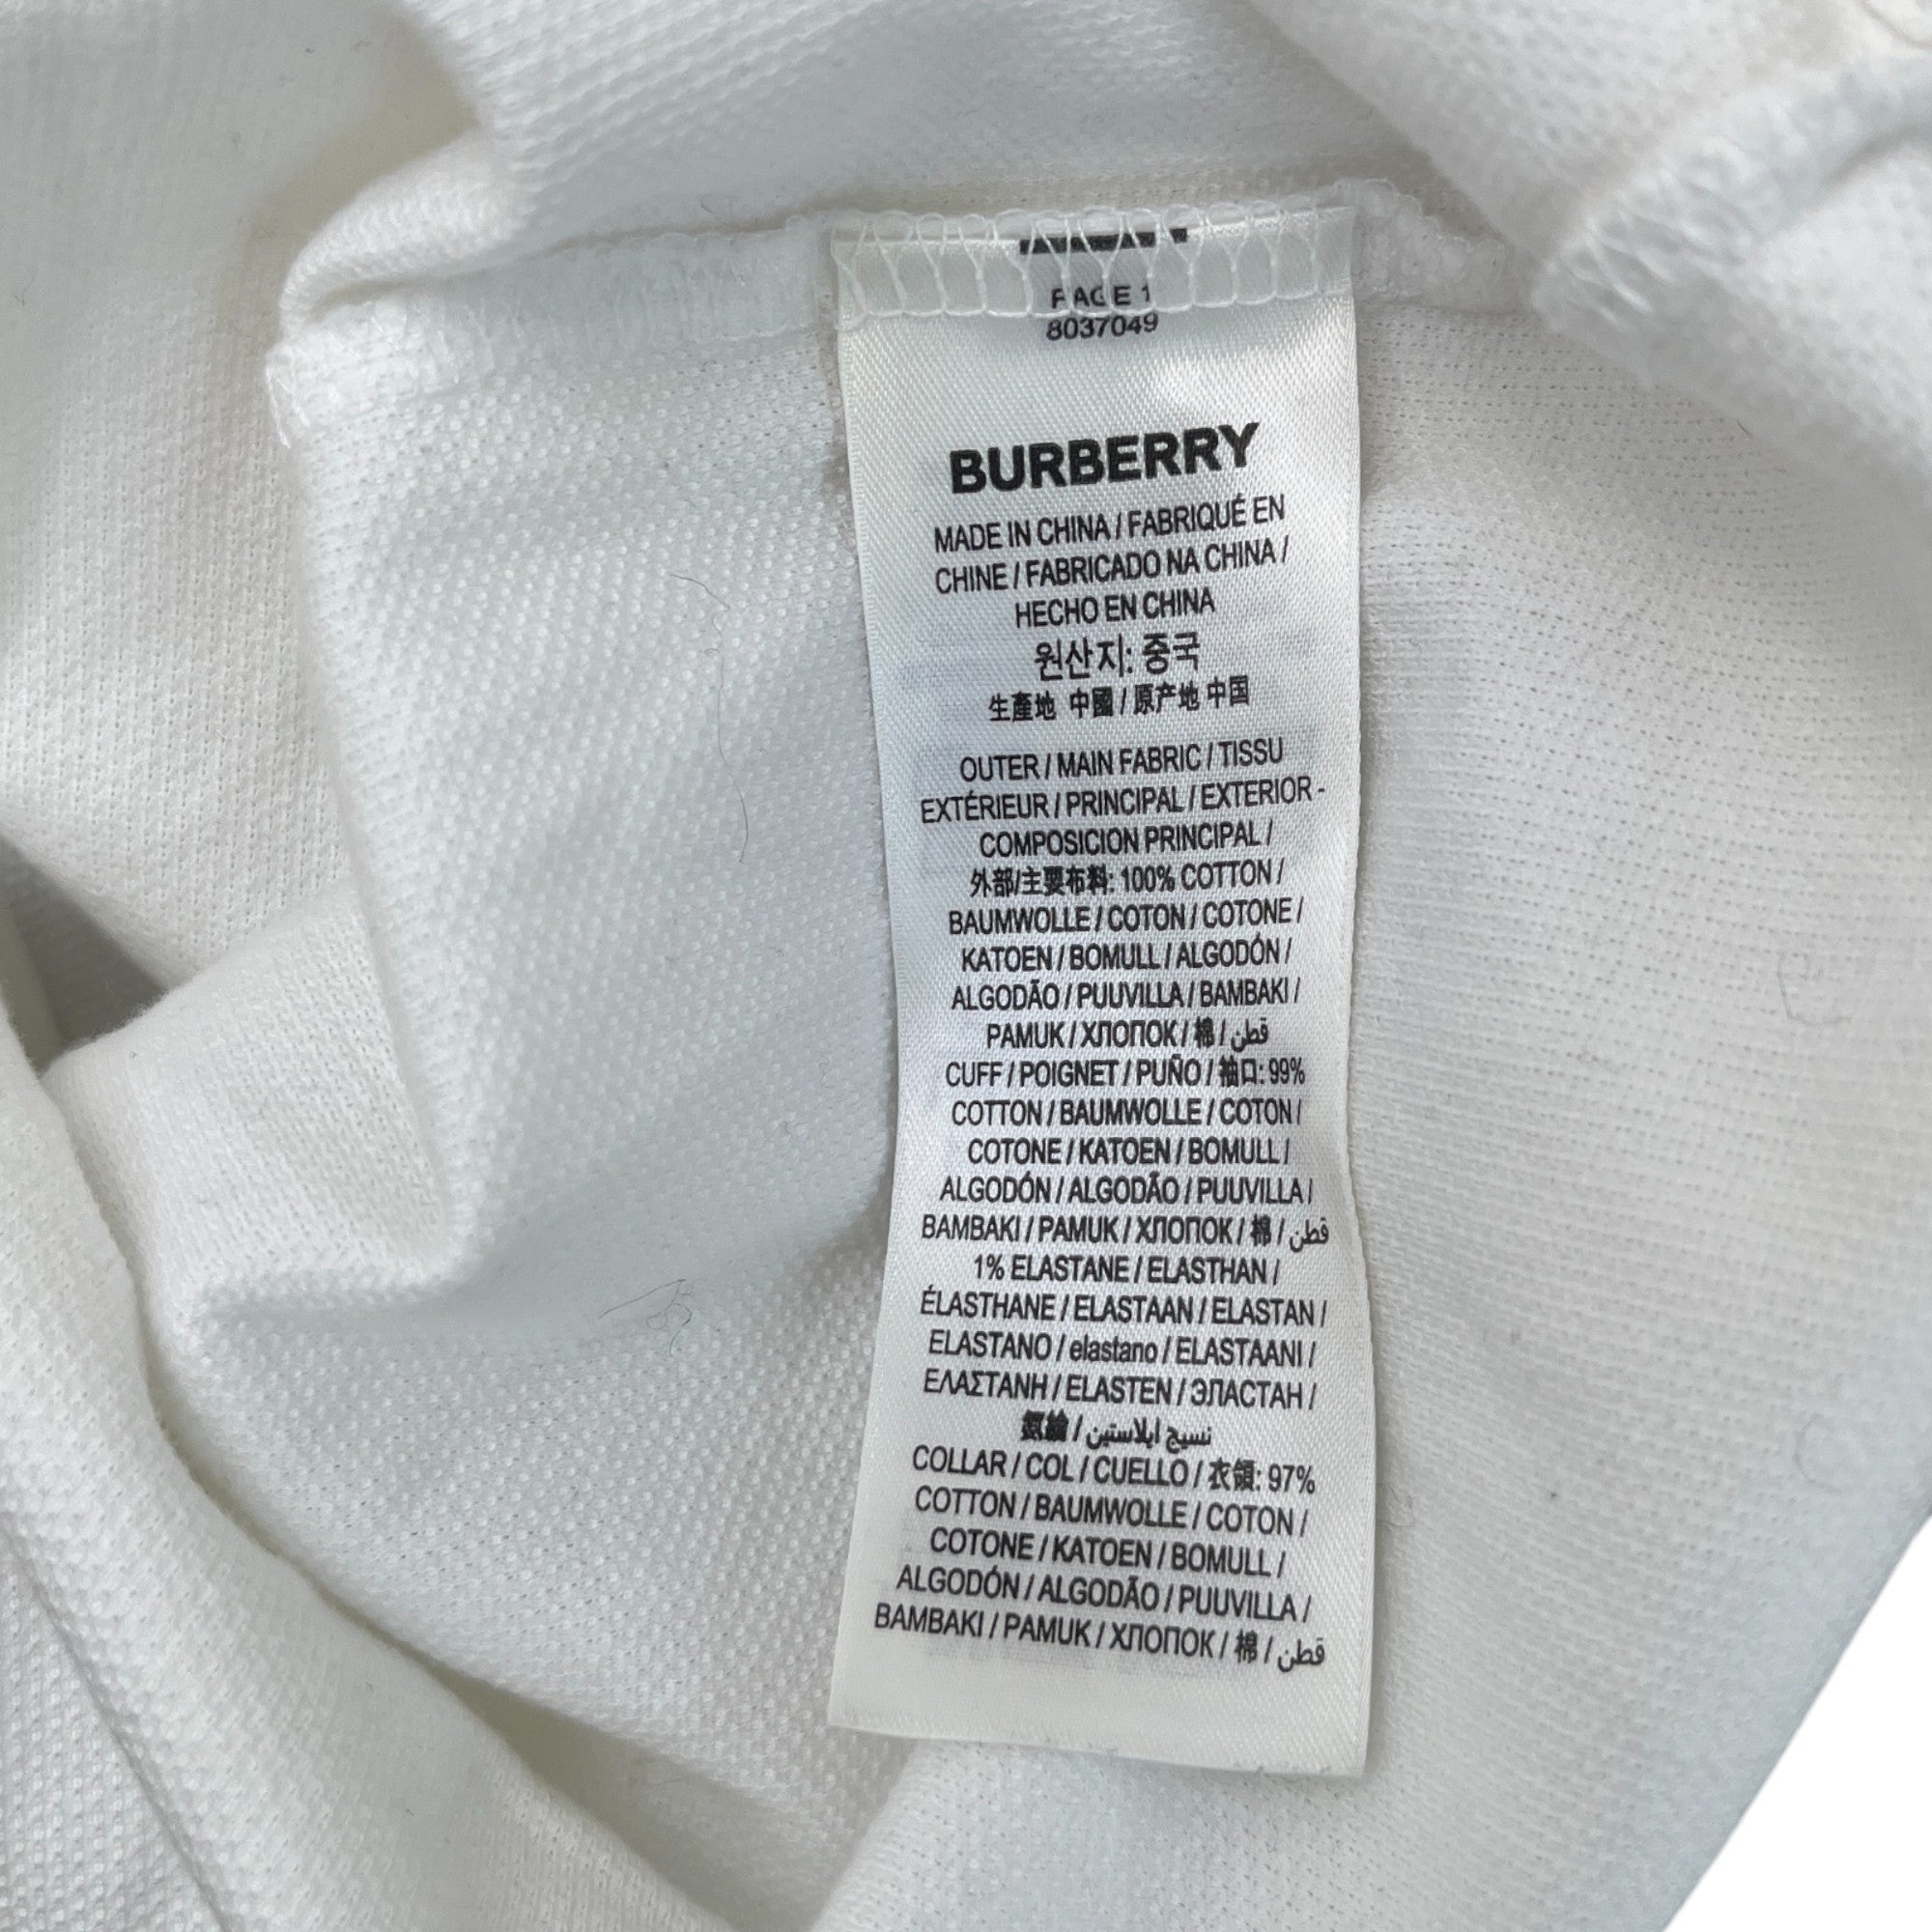 PAGE 1
8037049
BURBERRY
MADE IN CHINA / FABRIQUÉ EN
CHINE / FABRICADO NA CHINA /
HECHO EN CHINA
원산지: 중국
生產地 中國 / 原产地 中国
OUTER / MAIN FABRIC / TISSU
EXTÉRIEUR / PRINCIPAL / EXTERIOR -
COMPOSICION PRINCIPAL /
外部/主要布料: 100% COTTON /
BAUMWOLLE / COTON / COTONE /
KATOEN / BOMULL / ALGODÓN /
ALGODÃO / PUUVILLA / BAMBAKI /
PAMUK / ХЛОПОК / 棉 / قطن
CUFF / POIGNET / PUÑO / 袖口: 99%
COTTON / BAUMWOLLE / COTON /
COTONE / KATOEN / BOMULL /
ALGODÓN / ALGODÃO / PUUVILLA /
BAMBAKI / PAMUK / ХЛОПОК / 棉 / قطن
1% ELASTANE / ELASTHAN /
ÉLASTHANE / ELASTAAN / ELASTAN /
ELASTANO / elastano / ELASTAANI /
ΕΛΑΣΤΑΝΗ / ELASTEN / ЭЛАСТАН /
氨綸 / نسيج ايلاستين
COLLAR / COL / CUELLO / 衣領: 97%
COTTON / BAUMWOLLE / COTON /
COTONE / KATOEN / BOMULL /
ALGODÓN / ALGODÃO / PUUVILLA /
BAMBAKI / PAMUK / ХЛОПОК / 棉 / قطن